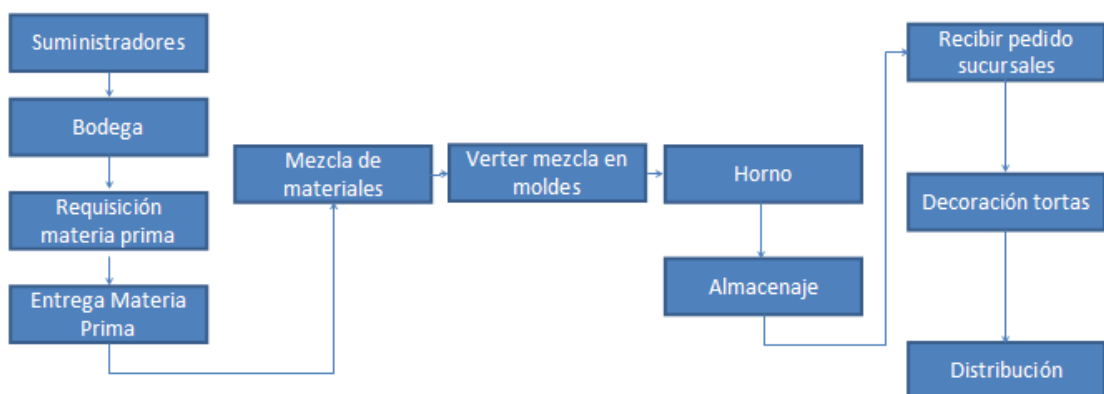 Suministradores
Bodega
Requisición
materia prima
Entrega Materia
Prima
Mezcla de
materiales
Verter mezcla en
moldes
Horno
Almacenaje
Recibir pedido
sucursales
Decoración tortas
Distribución